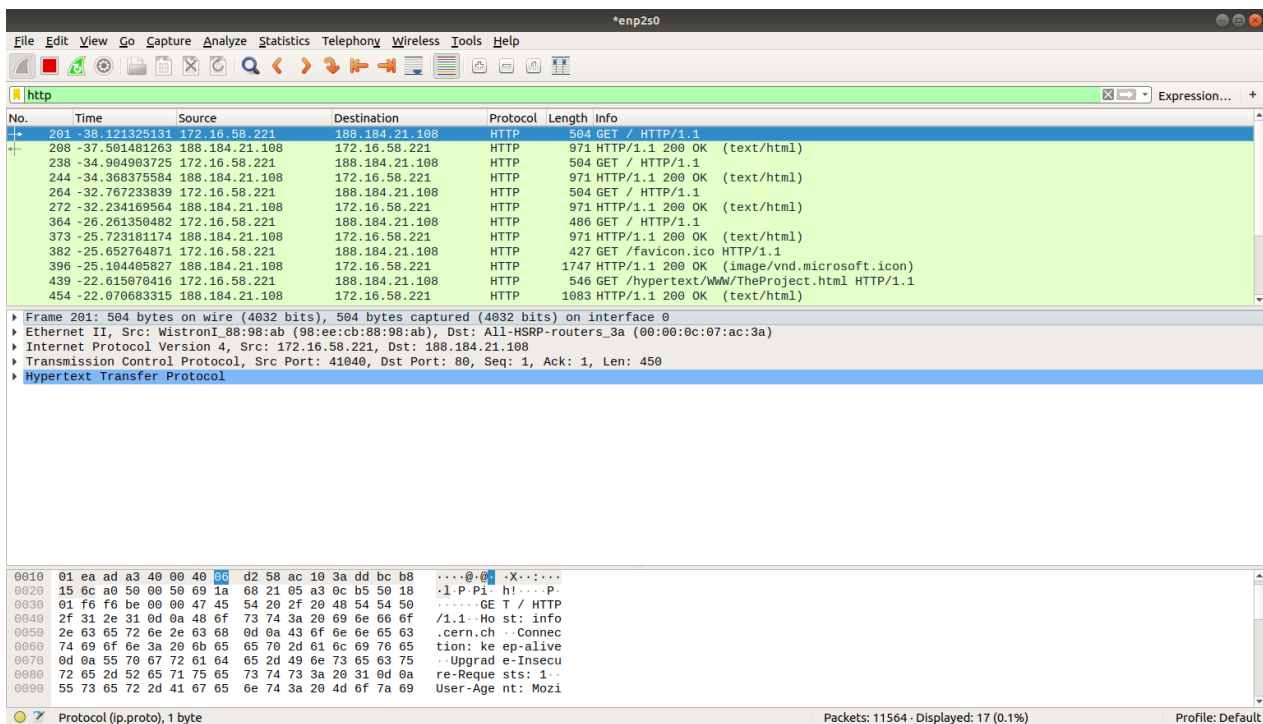 *enp2s0
File Edit View Go Capture Analyze Statistics Telephony Wireless Tools Help
http Expression... +
No. Time Source Destination Protocol Length Info
201 -38.121325131 172.16.58.221 188.184.21.108 HTTP 504 GET / HTTP/1.1
208 -37.501481263 188.184.21.108 172.16.58.221 HTTP 971 HTTP/1.1 200 OK (text/html)
238 -34.904903725 172.16.58.221 188.184.21.108 HTTP 504 GET / HTTP/1.1
244 -34.368375584 188.184.21.108 172.16.58.221 HTTP 971 HTTP/1.1 200 OK (text/html)
264 -32.767233839 172.16.58.221 188.184.21.108 HTTP 504 GET / HTTP/1.1
272 -32.234169564 188.184.21.108 172.16.58.221 HTTP 971 HTTP/1.1 200 OK (text/html)
364 -26.261350482 172.16.58.221 188.184.21.108 HTTP 486 GET / HTTP/1.1
373 -25.723181174 188.184.21.108 172.16.58.221 HTTP 971 HTTP/1.1 200 OK (text/html)
382 -25.652764871 172.16.58.221 188.184.21.108 HTTP 427 GET /favicon.ico HTTP/1.1
396 -25.104405827 188.184.21.108 172.16.58.221 HTTP 1747 HTTP/1.1 200 OK (image/vnd.microsoft.icon)
439 -22.615070416 172.16.58.221 188.184.21.108 HTTP 546 GET /hypertext/WWW/TheProject.html HTTP/1.1
454 -22.070683315 188.184.21.108 172.16.58.221 HTTP 1083 HTTP/1.1 200 OK (text/html)
Frame 201: 504 bytes on wire (4032 bits), 504 bytes captured (4032 bits) on interface 0
Ethernet II, Src: WistronI_88:98:ab (98:ee:cb:88:98:ab), Dst: All-HSRP-routers_3a (00:00:0c:07:ac:3a)
Internet Protocol Version 4, Src: 172.16.58.221, Dst: 188.184.21.108
Transmission Control Protocol, Src Port: 41040, Dst Port: 80, Seq: 1, Ack: 1, Len: 450
Hypertext Transfer Protocol
0010 01 ea ad a3 40 00 40 06 d2 58 ac 10 3a dd bc b8 ····@·@· ·X··:···
0020 15 6c a0 50 00 50 69 1a 68 21 05 a3 0c b5 50 18 ·l·P·Pi· h!····P·
0030 01 f6 f6 be 00 00 47 45 54 20 2f 20 48 54 54 50 ······GE T / HTTP
0040 2f 31 2e 31 0d 0a 48 6f 73 74 3a 20 69 6e 66 6f /1.1··Ho st: info
0050 2e 63 65 72 6e 2e 63 68 0d 0a 43 6f 6e 6e 65 63 .cern.ch ··Connec
0060 74 69 6f 6e 3a 20 6b 65 65 70 2d 61 6c 69 76 65 tion: ke ep-alive
0070 0d 0a 55 70 67 72 61 64 65 2d 49 6e 73 65 63 75 ··Upgrad e-Insecu
0080 72 65 2d 52 65 71 75 65 73 74 73 3a 20 31 0d 0a re-Reque sts: 1··
0090 55 73 65 72 2d 41 67 65 6e 74 3a 20 4d 6f 7a 69 User-Age nt: Mozi
Protocol (ip.proto), 1 byte Packets: 11564 · Displayed: 17 (0.1%) Profile: Default